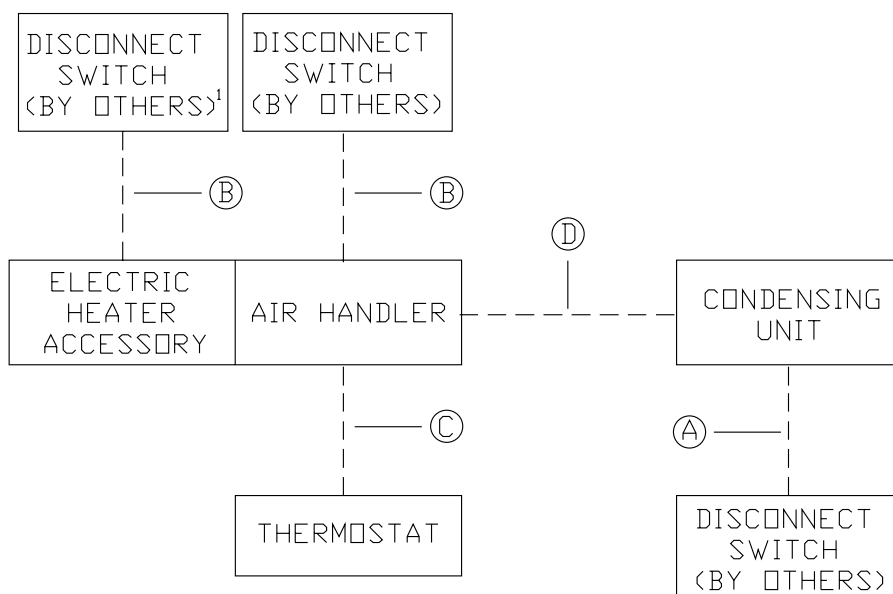 DISCONNECT
SWITCH
(BY OTHERS)¹
DISCONNECT
SWITCH
(BY OTHERS)
B
B
D
ELECTRIC
HEATER
ACCESSORY
AIR HANDLER
CONDENSING
UNIT
C
A
THERMOSTAT
DISCONNECT
SWITCH
(BY OTHERS)